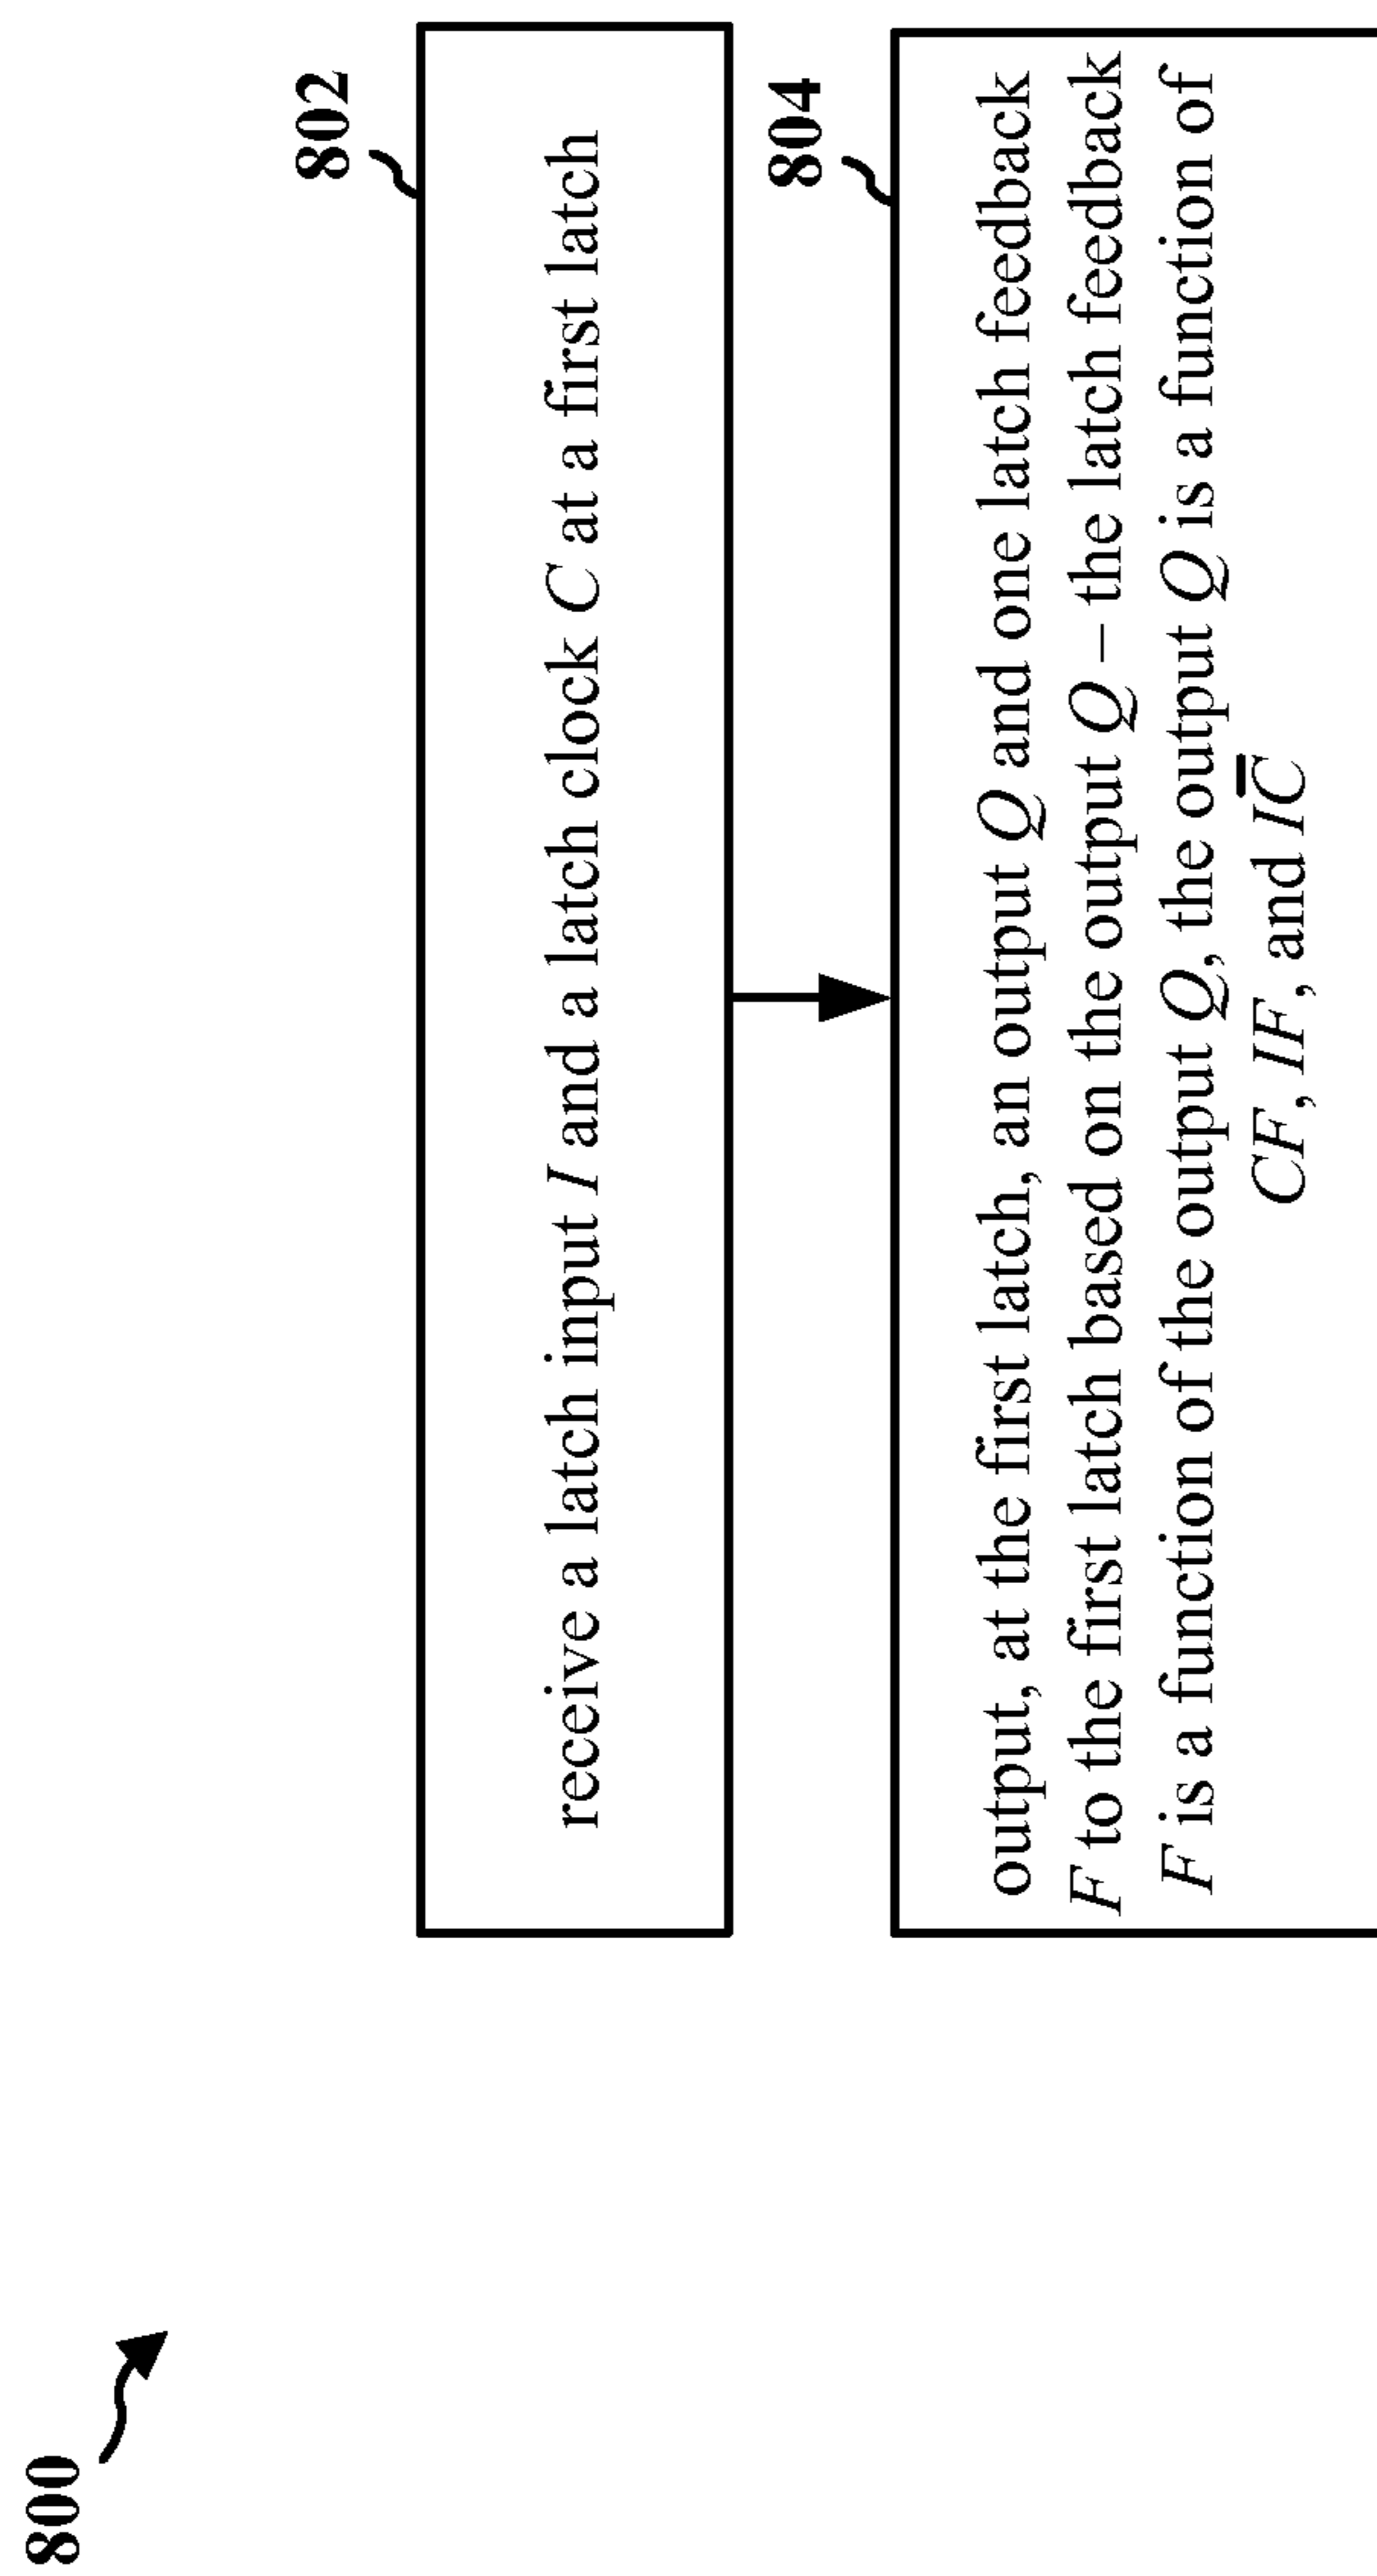 800
802
receive a latch input I and a latch clock C at a first latch
804
output, at the first latch, an output Q and one latch feedback
F to the first latch based on the output Q – the latch feedback
F is a function of the output Q, the output Q is a function of
CF, IF, and IC̅